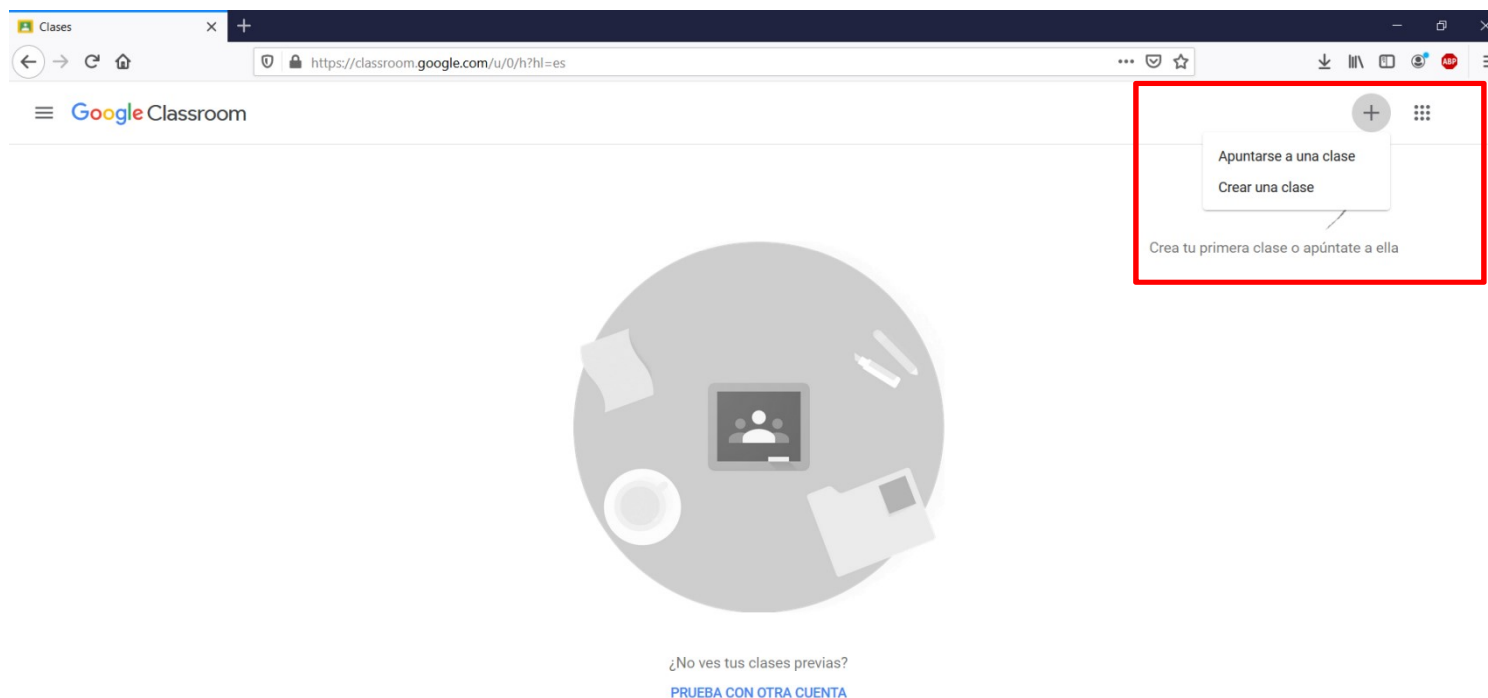 Clases
https://classroom.google.com/u/0/h?hl=es
ABP
Google Classroom
Apuntarse a una clase
Crear una clase
Crea tu primera clase o apúntate a ella
¿No ves tus clases previas?
PRUEBA CON OTRA CUENTA